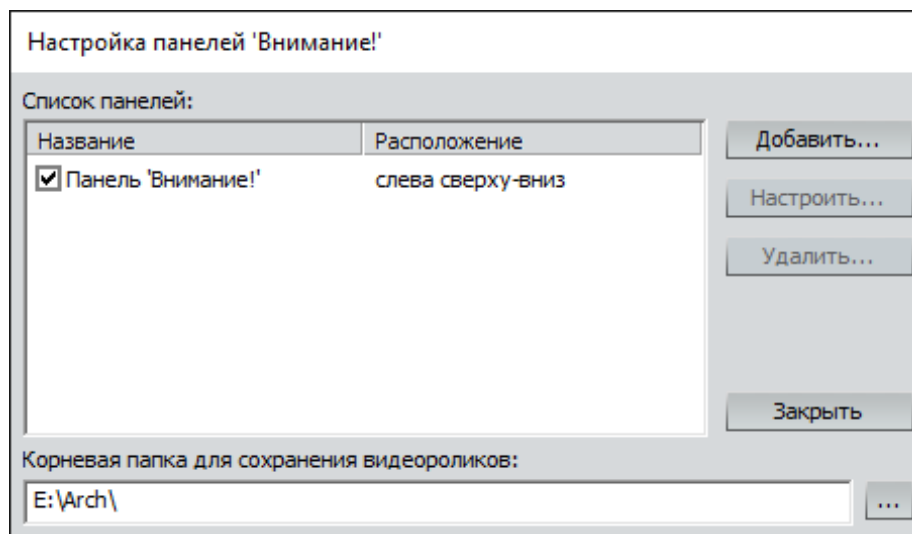 Настройка панелей 'Внимание!'
Список панелей:
Название Расположение
Панель 'Внимание!' слева сверху-вниз
Добавить...
Настроить...
Удалить...
Закрыть
Корневая папка для сохранения видеороликов:
E:\Arch\
...